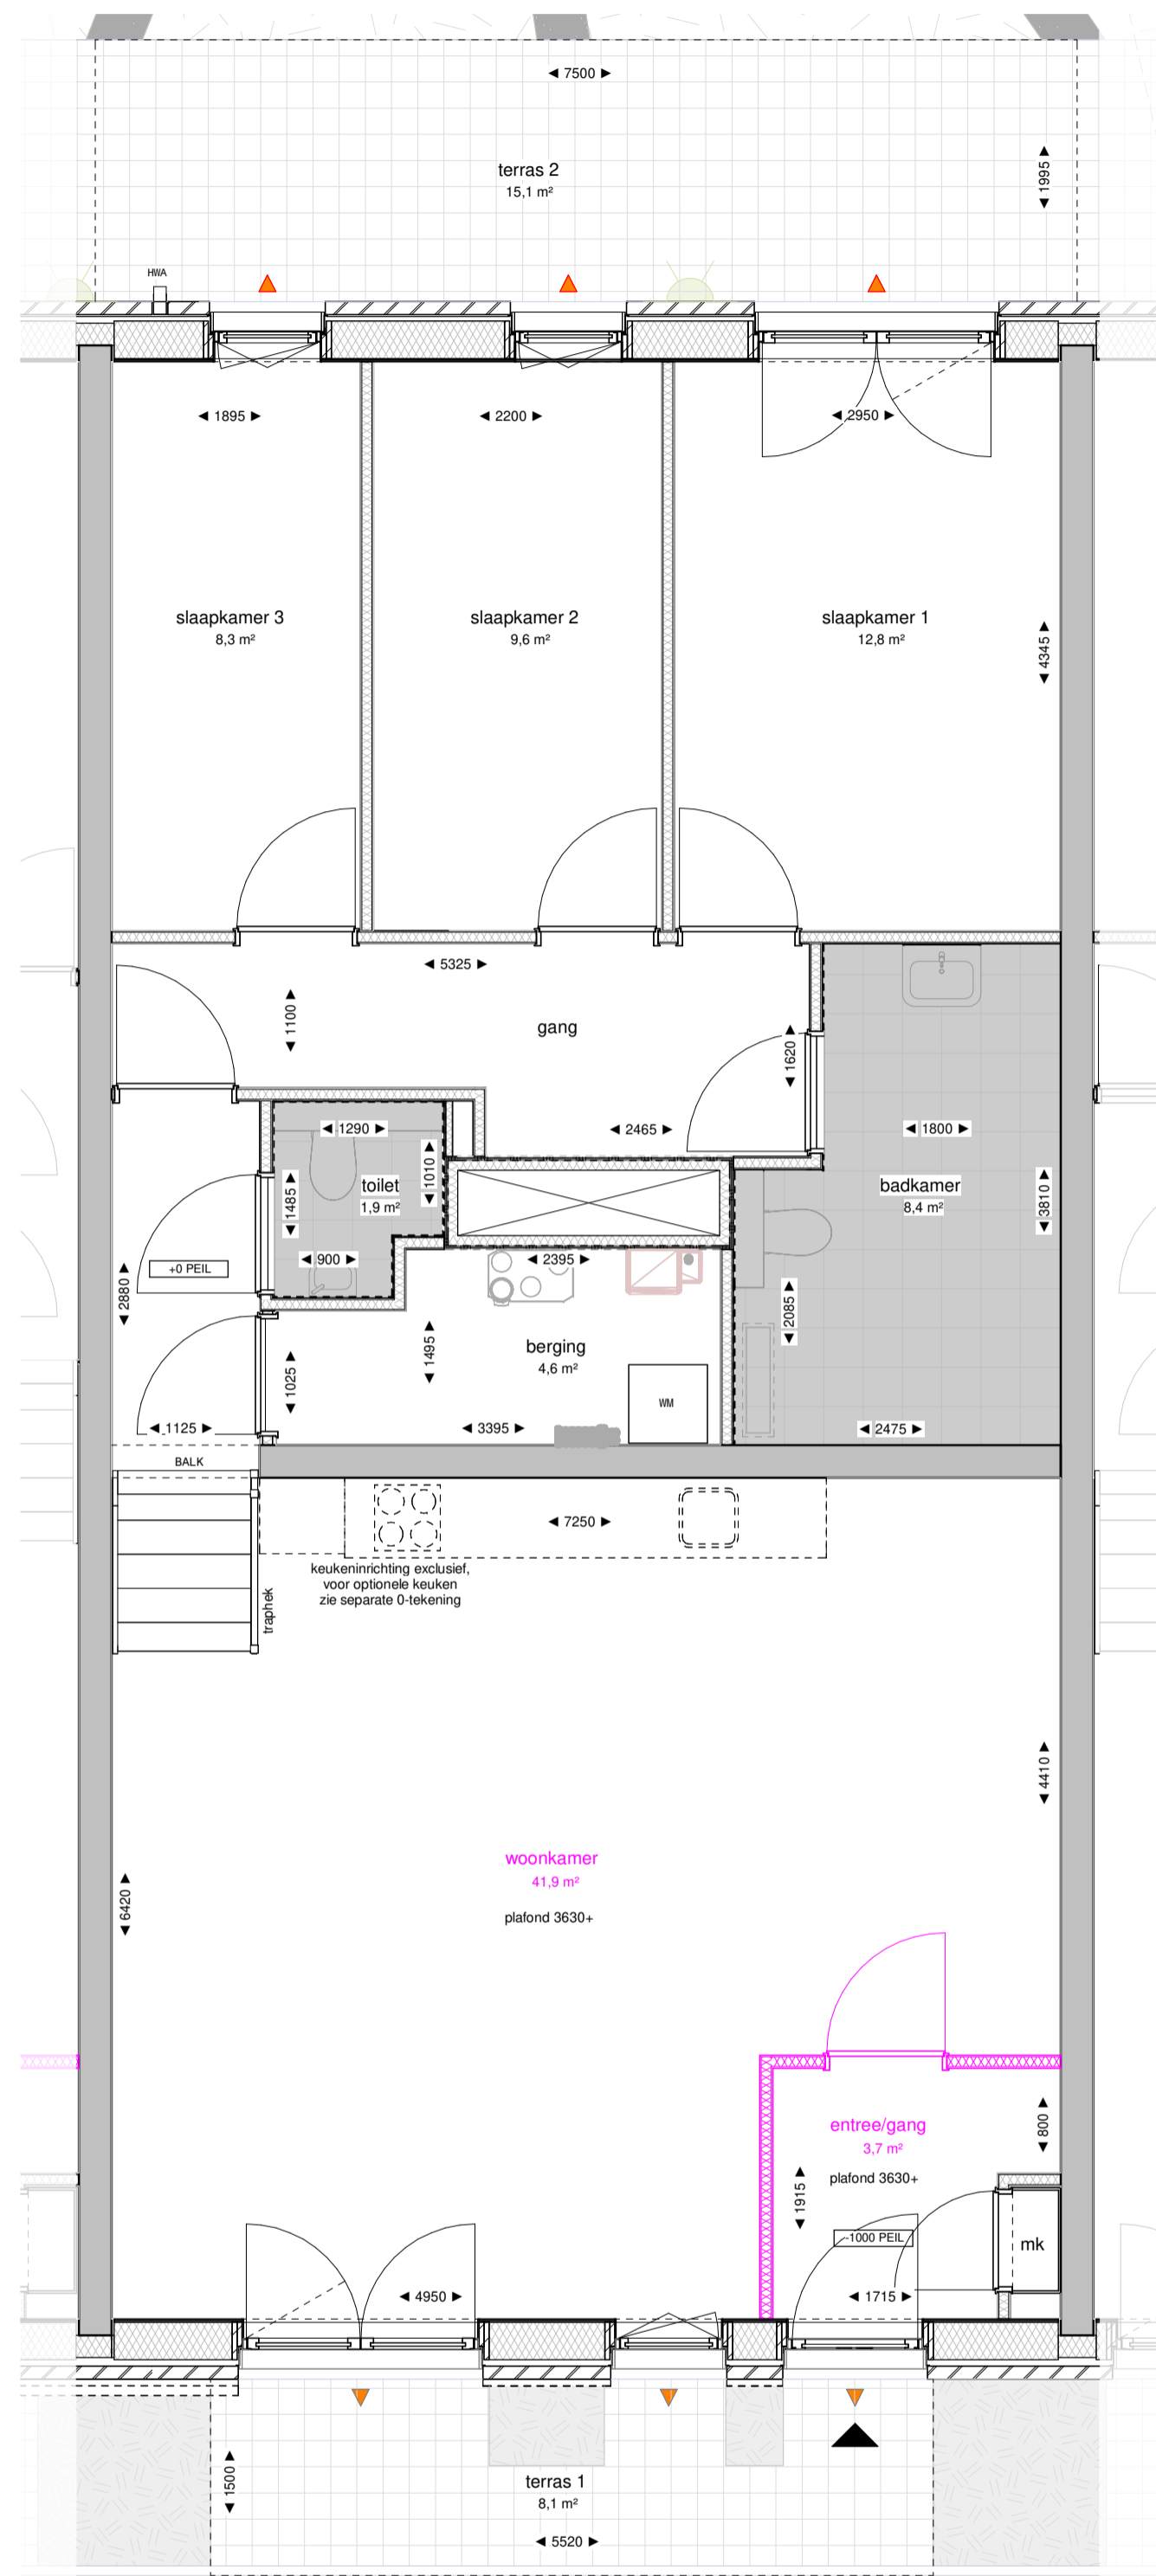 7500
terras 2
15,1 m²
1995
HWA
1895
2200
2950
slaapkamer 3
8,3 m²
slaapkamer 2
9,6 m²
slaapkamer 1
12,8 m²
4345
5325
1100
gang
1620
1290
2465
1800
1010
toilet
1,9 m²
1485
badkamer
8,4 m²
3810
900
2395
+0 PEIL
2880
2085
berging
4,6 m²
1495
1025
WM
1125
3395
2475
BALK
7250
keukeninrichting exclusief,
voor optionele keuken
zie separate 0-tekening
traphek
4410
woonkamer
41,9 m²
plafond 3630+
6420
entree/gang
3,7 m²
plafond 3630+
800
1915
-1000 PEIL
mk
4950
1715
terras 1
8,1 m²
1500
5520